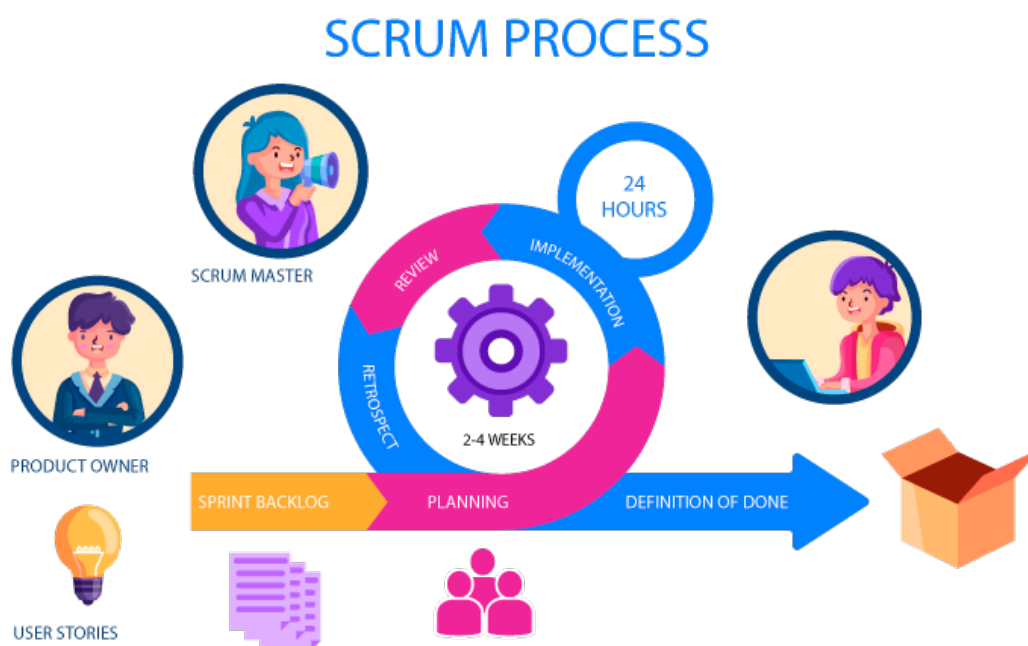 SCRUM PROCESS
24
HOURS
IMPLEMENTATION
REVIEW
SCRUM MASTER
RETROSPECT
2-4 WEEKS
PRODUCT OWNER
SPRINT BACKLOG
PLANNING
DEFINITION OF DONE
USER STORIES